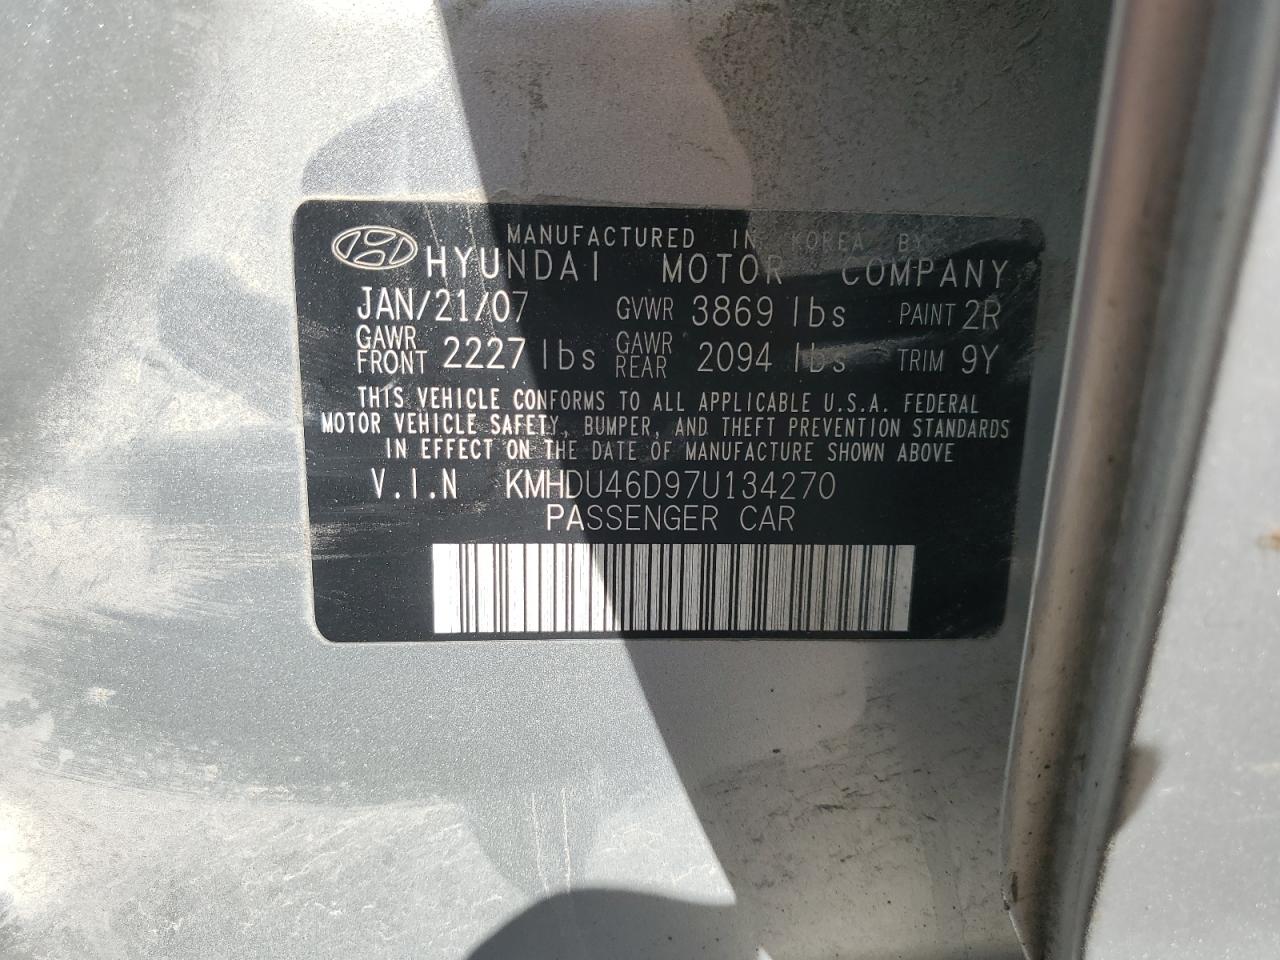 MANUFACTURED IN KOREA BY
HYUNDAI MOTOR COMPANY
JAN/21/07 GVWR 3869 lbs PAINT 2R
GAWR FRONT 2227 lbs GAWR REAR 2094 lbs TRIM 9Y
THIS VEHICLE CONFORMS TO ALL APPLICABLE U.S.A. FEDERAL
MOTOR VEHICLE SAFETY, BUMPER, AND THEFT PREVENTION STANDARDS
IN EFFECT ON THE DATE OF MANUFACTURE SHOWN ABOVE
V.I.N KMHDU46D97U134270
PASSENGER CAR